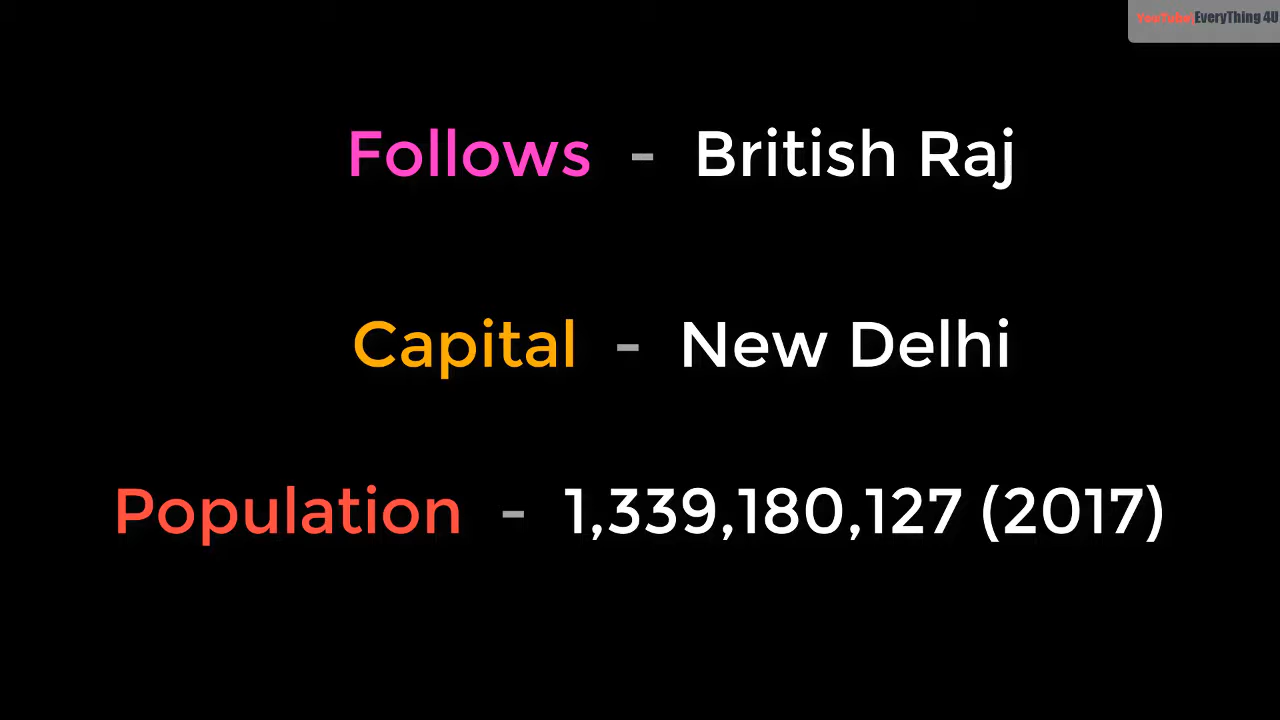 YouTube|EveryThing 4U
Follows - British Raj
Capital - New Delhi
Population - 1,339,180,127 (2017)